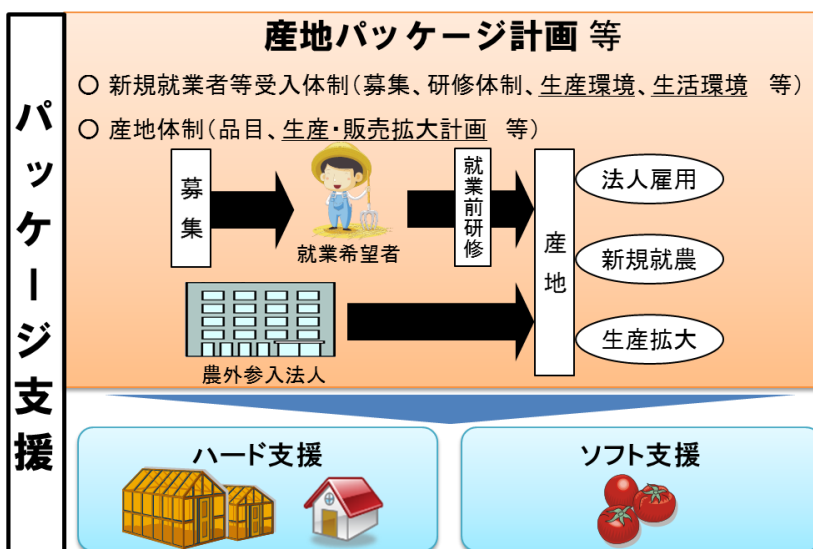 パッケージ支援
産地パッケージ計画 等
○ 新規就業者等受入体制(募集、研修体制、生産環境、生活環境 等)
○ 産地体制(品目、生産・販売拡大計画 等)
募集
就業希望者
就業前研修
産地
法人雇用
新規就農
生産拡大
農外参入法人
ハード支援
ソフト支援